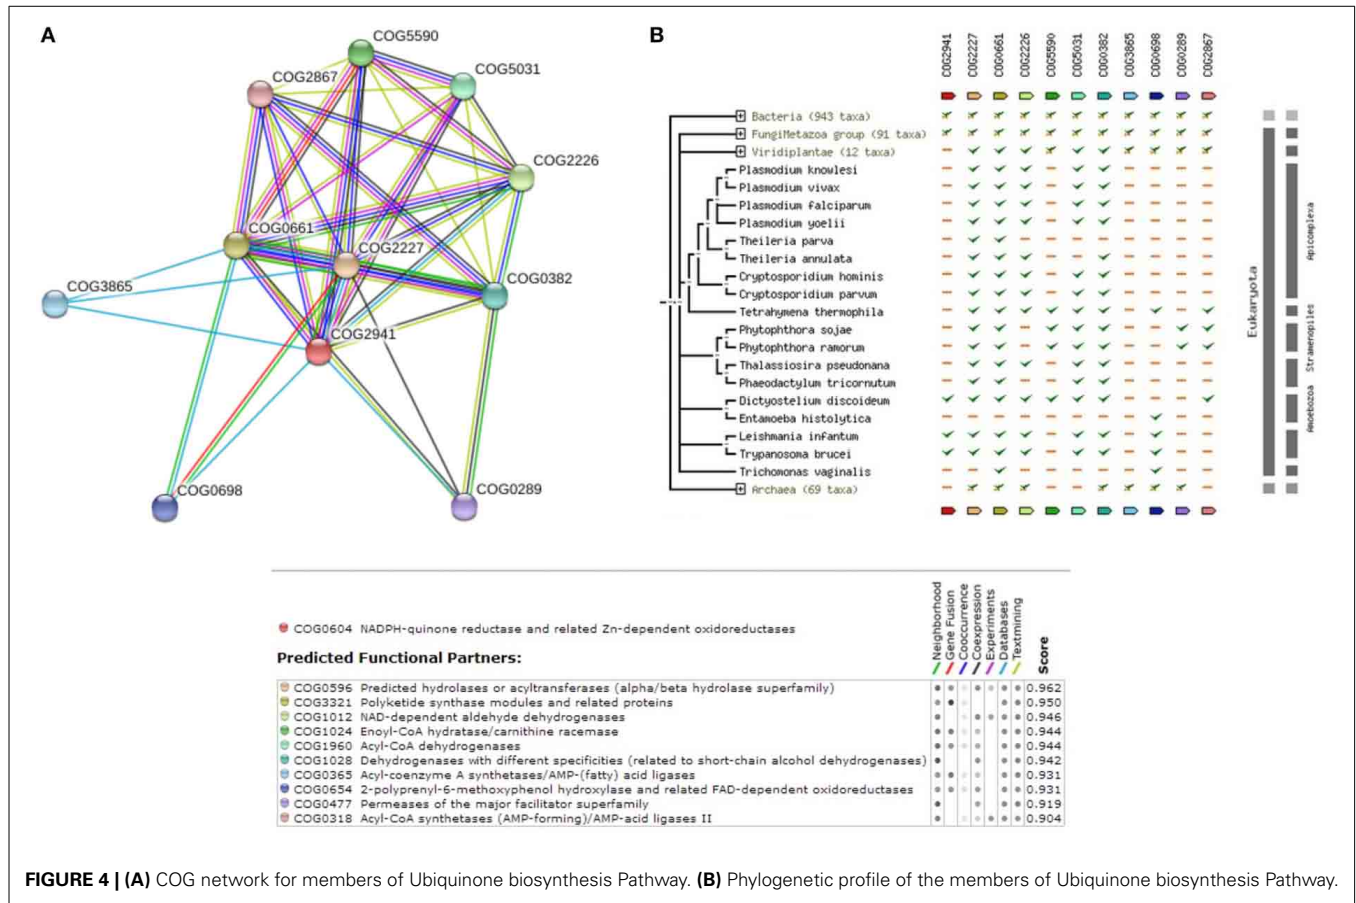 A
COG5590
COG2867
COG5031
COG2226
COG0661
COG2227
COG3865
COG0382
COG2941
COG0698
COG0289
B
COG2941
COG2227
COG0661
COG2226
COG5590
COG5031
COG0382
COG3865
COG0698
COG0289
COG2867
Bacteria (943 taxa)
FungiMetazoa group (91 taxa)
Viridiplantae (12 taxa)
Plasmodium knowlesi
Plasmodium vivax
Plasmodium falciparum
Plasmodium yoelii
Theileria parva
Theileria annulata
Cryptosporidium hominis
Cryptosporidium parvum
Tetrahymena thermophila
Phytophthora sojae
Phytophthora ramorum
Thalassiosira pseudonana
Phaeodactylum tricornutum
Dictyostelium discoideum
Entamoeba histolytica
Leishmania infantum
Trypanosoma brucei
Trichomonas vaginalis
Archaea (69 taxa)
Eukaryota
Apicomplexa
Stramenopiles
Amoebozoa
Neighborhood
Gene Fusion
Cooccurrence
Coexpression
Experiments
Databases
Textmining
Score
COG0604 NADPH-quinone reductase and related Zn-dependent oxidoreductases
Predicted Functional Partners:
COG0596 Predicted hydrolases or acyltransferases (alpha/beta hydrolase superfamily) 0.962
COG3321 Polyketide synthase modules and related proteins 0.950
COG1012 NAD-dependent aldehyde dehydrogenases 0.946
COG1024 Enoyl-CoA hydratase/carnithine racemase 0.944
COG1960 Acyl-CoA dehydrogenases 0.944
COG1028 Dehydrogenases with different specificities (related to short-chain alcohol dehydrogenases) 0.942
COG0365 Acyl-coenzyme A synthetases/AMP-(fatty) acid ligases 0.931
COG0654 2-polyprenyl-6-methoxyphenol hydroxylase and related FAD-dependent oxidoreductases 0.931
COG0477 Permeases of the major facilitator superfamily 0.919
COG0318 Acyl-CoA synthetases (AMP-forming)/AMP-acid ligases II 0.904
FIGURE 4 | (A) COG network for members of Ubiquinone biosynthesis Pathway. (B) Phylogenetic profile of the members of Ubiquinone biosynthesis Pathway.